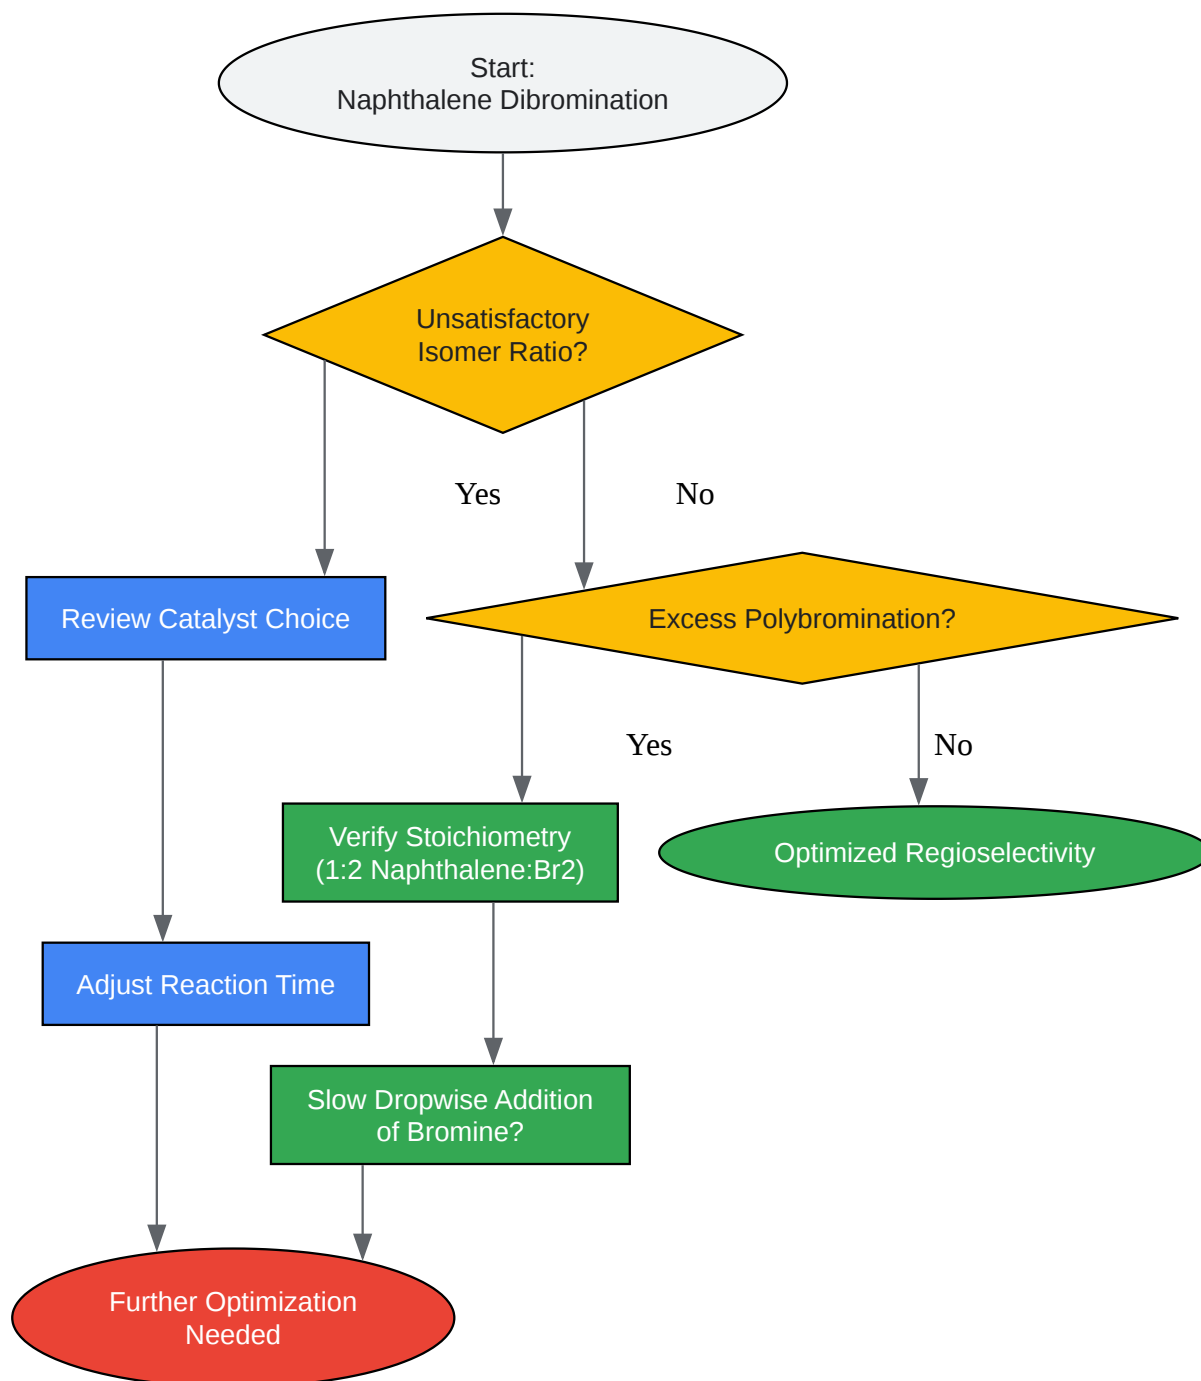 Start:
Naphthalene Dibromination
Unsatisfactory
Isomer Ratio?
Yes
No
Review Catalyst Choice
Excess Polybromination?
Yes
No
Verify Stoichiometry
(1:2 Naphthalene:Br2)
Optimized Regioselectivity
Adjust Reaction Time
Slow Dropwise Addition
of Bromine?
Further Optimization
Needed